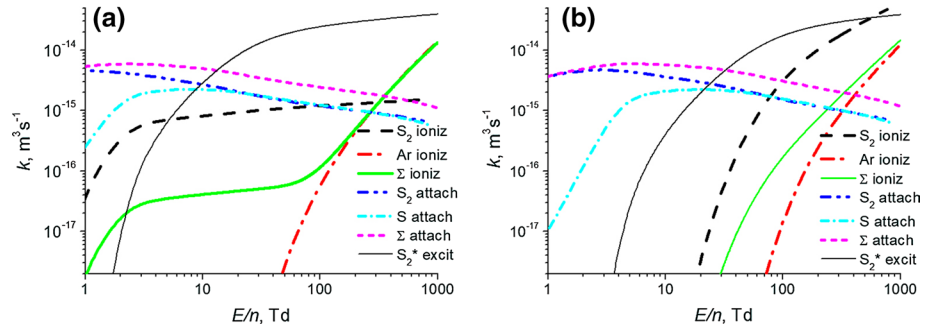 (a)
10⁻¹⁴
10⁻¹⁵
10⁻¹⁶
10⁻¹⁷
k, m³s⁻¹
1
10
100
1000
E/n, Td
S₂ ioniz
Ar ioniz
Σ ioniz
S₂ attach
S attach
Σ attach
S₂* excit
(b)
10⁻¹⁴
10⁻¹⁵
10⁻¹⁶
10⁻¹⁷
k, m³s⁻¹
1
10
100
1000
E/n, Td
S₂ ioniz
Ar ioniz
Σ ioniz
S₂ attach
S attach
Σ attach
S₂* excit